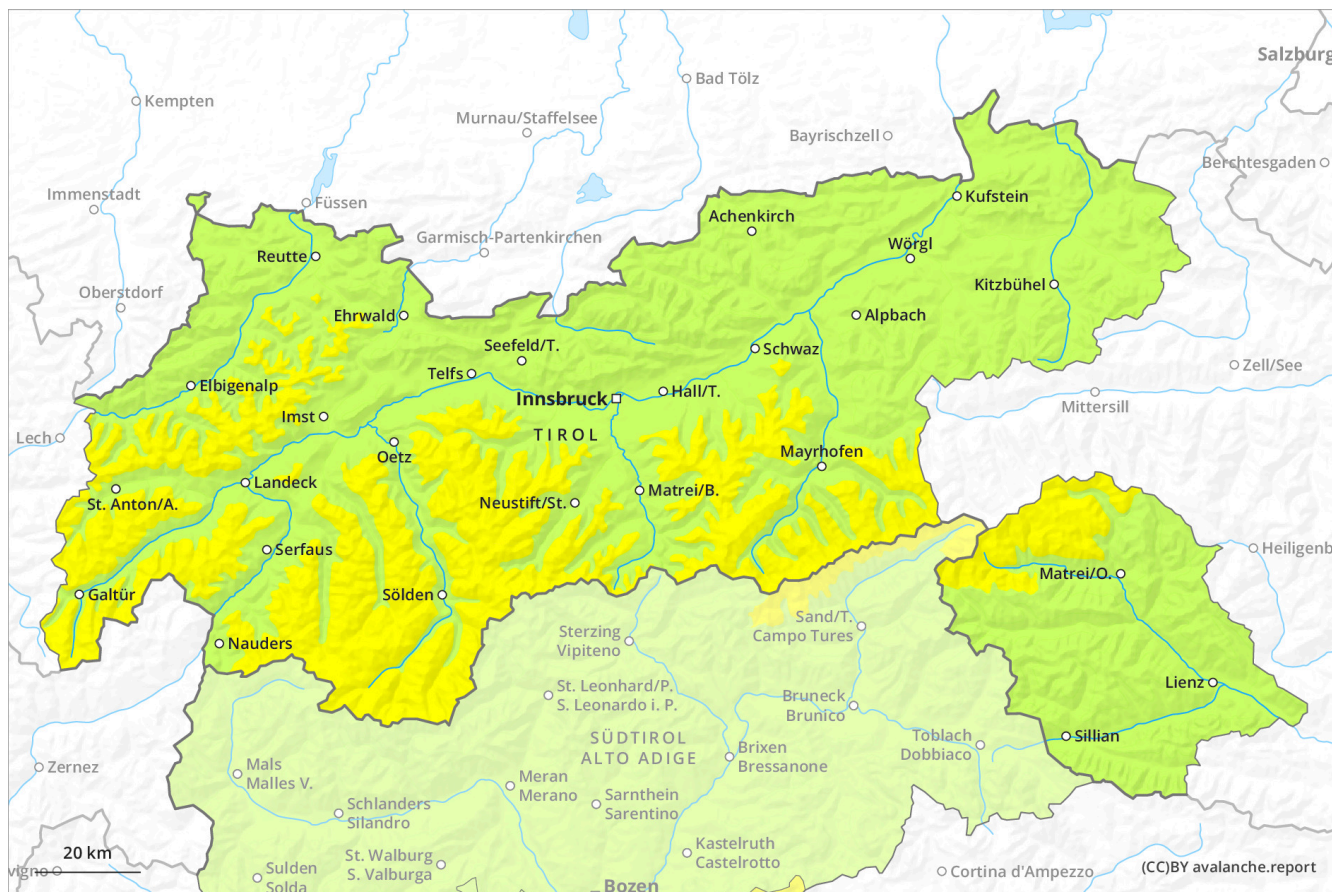 Salzburg
Bad Tölz
Kempten
Murnau/Staffelsee
Bayrischzell
Berchtesgaden
Immenstadt
Füssen
Kufstein
Achenkirch
Garmisch-Partenkirchen
Wörgl
Reutte
Kitzbühel
Oberstdorf
Ehrwald
Alpbach
Seefeld/T.
Schwaz
Zell/See
Telfs
Elbigenalp
Hall/T.
Innsbruck
Mittersill
Imst
Lech
TIROL
Oetz
Mayrhofen
Landeck
Matrei/B.
St. Anton/A.
Neustift/St.
Serfaus
Heiligenb
Matrei/O.
Galtür
Sölden
Sand/T.
Campo Tures
Sterzing
Vipiteno
Nauders
Lienz
St. Leonhard/P.
S. Leonardo i. P.
Bruneck
Brunico
SÜDTIROL
ALTO ADIGE
Toblach
Dobbiaco
Sillian
Brixen
Bressanone
Zernez
Mals
Malles V.
Meran
Merano
Sarnthein
Sarentino
Schlanders
Silandro
Kastelruth
Castelrotto
20 km
St. Walburg
S. Valburga
vigno
Sulden
Solda
Cortina d'Ampezzo
(CC)BY avalanche.report
Bozen